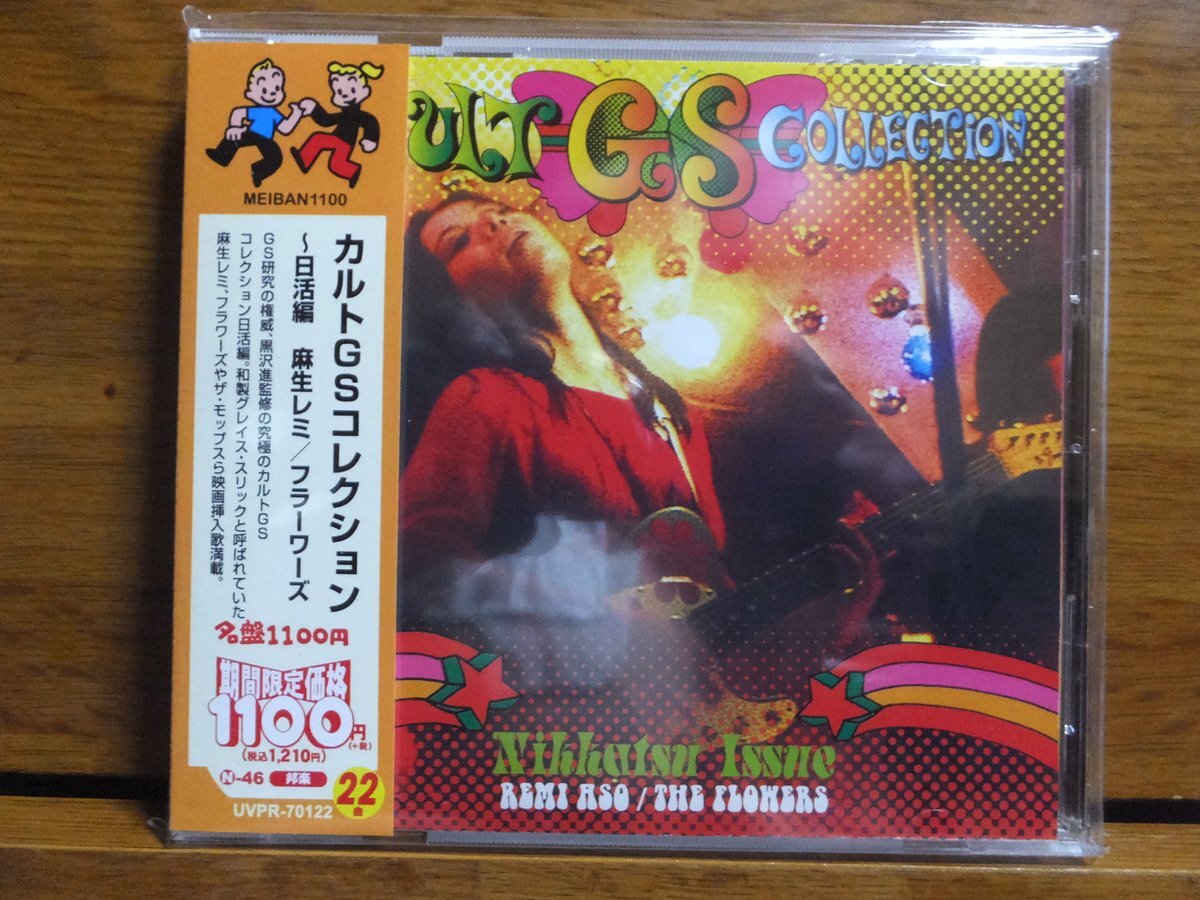 MEIBAN1100
カルトGSコレクション
～日活編 麻生レミ／フラーワーズ
GS研究の権威、黒沢進監修の究極のカルトGS
コレクション日活編。和製グレイス・スリックと呼ばれていた
麻生レミ、フラワーズやザ・モップスら映画挿入歌満載。
名盤1100円
期間限定価格
1100円
(+税)
(税込1,210円)
N-46 邦楽
22曲
UVPR-70122
ULT GS COLLECTION
Nikkatsu Issue
REMI ASO / THE FLOWERS